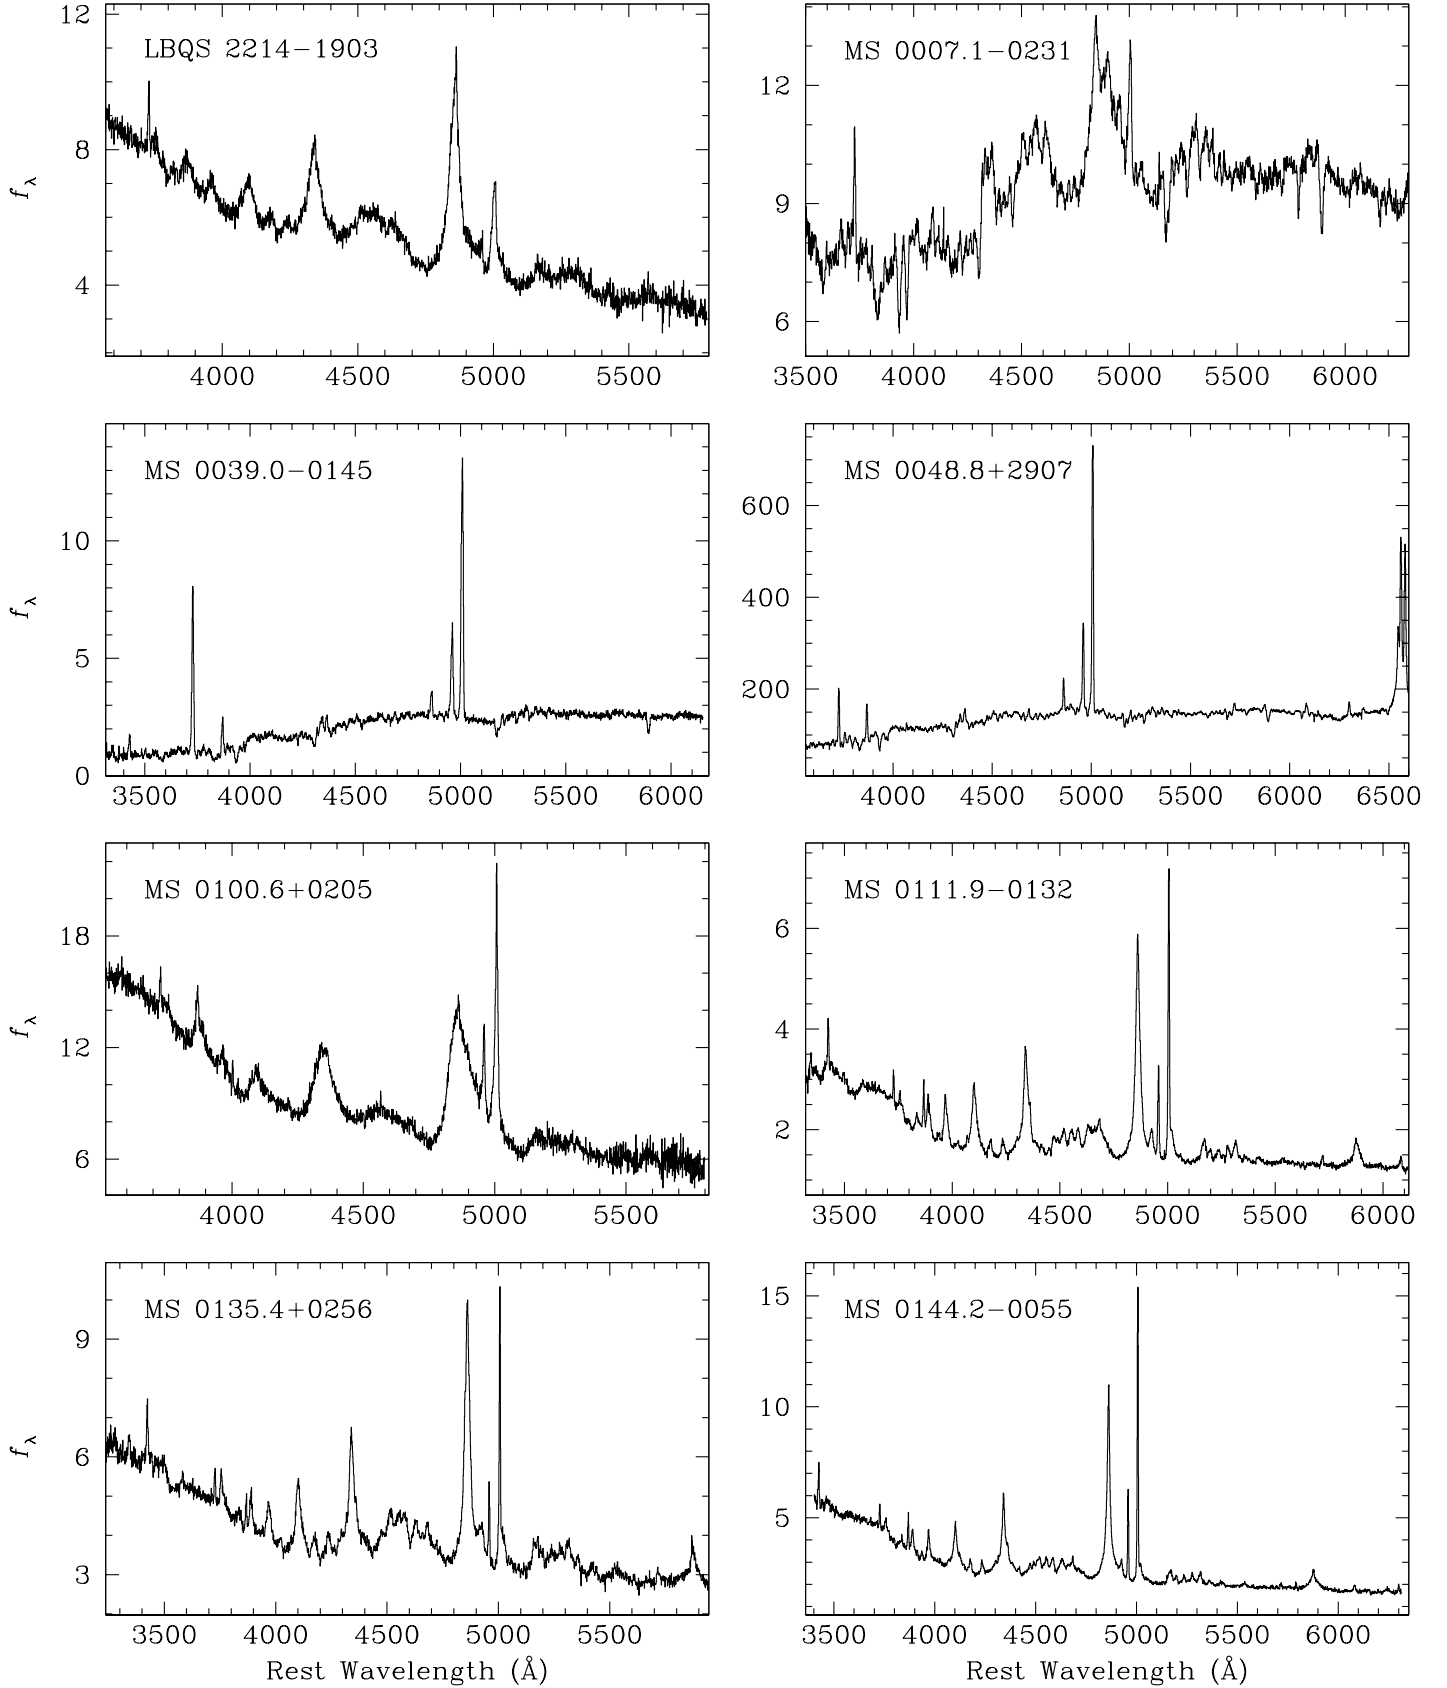 LBQS 2214−1903
12
8
4
fλ
4000 4500 5000 5500
MS 0007.1−0231
12
9
6
3500 4000 4500 5000 5500 6000
MS 0039.0−0145
10
5
0
fλ
3500 4000 4500 5000 5500 6000
MS 0048.8+2907
600
400
200
4000 4500 5000 5500 6000 6500
MS 0100.6+0205
18
12
6
fλ
4000 4500 5000 5500
MS 0111.9−0132
6
4
2
3500 4000 4500 5000 5500 6000
MS 0135.4+0256
9
6
3
fλ
3500 4000 4500 5000 5500
Rest Wavelength (Å)
MS 0144.2−0055
15
10
5
3500 4000 4500 5000 5500 6000
Rest Wavelength (Å)